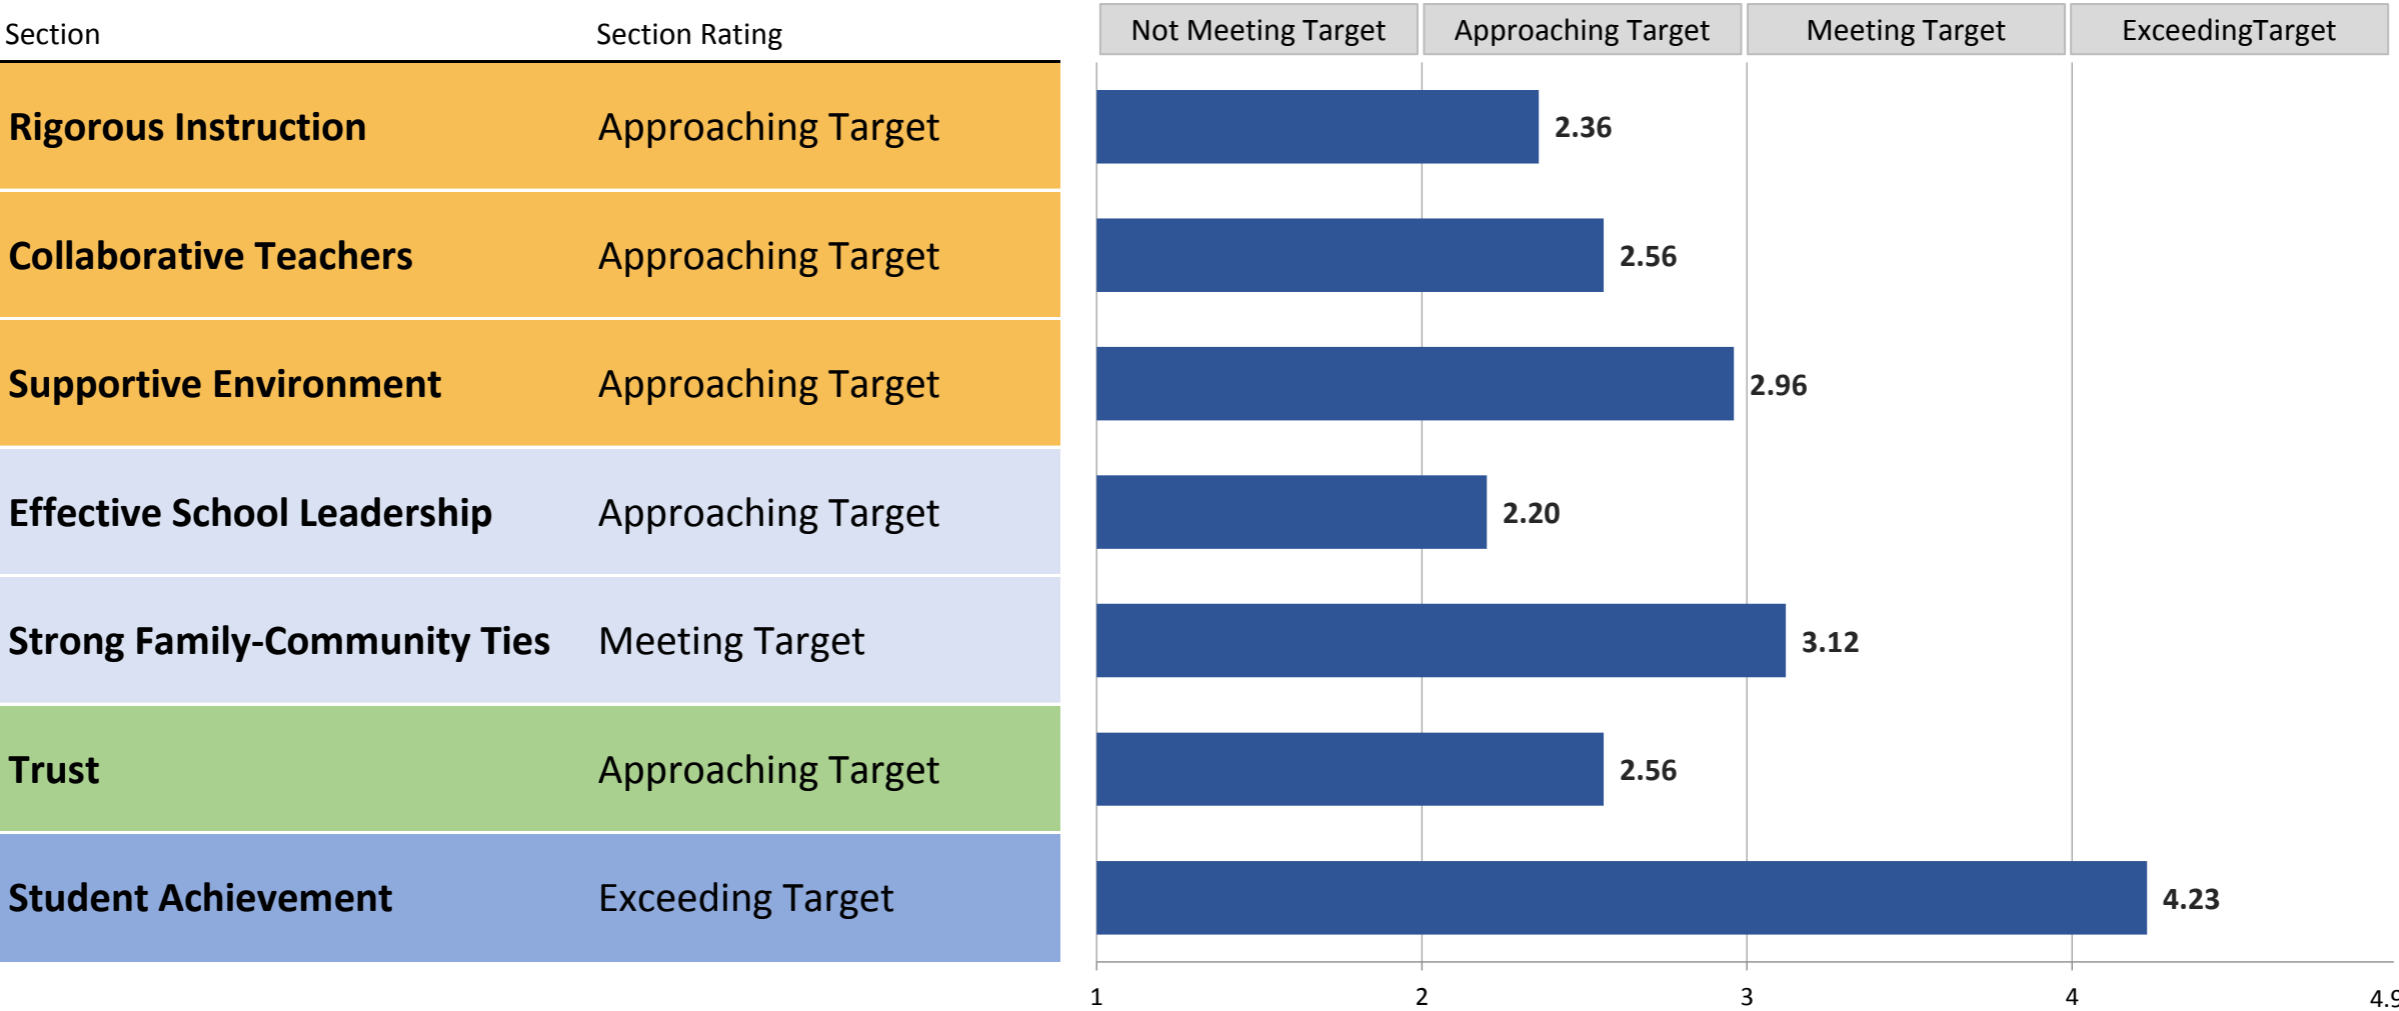 Section Section Rating Not Meeting Target Approaching Target Meeting Target ExceedingTarget
Rigorous Instruction Approaching Target 2.36
Collaborative Teachers Approaching Target 2.56
Supportive Environment Approaching Target 2.96
Effective School Leadership Approaching Target 2.20
Strong Family-Community Ties Meeting Target 3.12
Trust Approaching Target 2.56
Student Achievement Exceeding Target 4.23
1 2 3 4 4.9